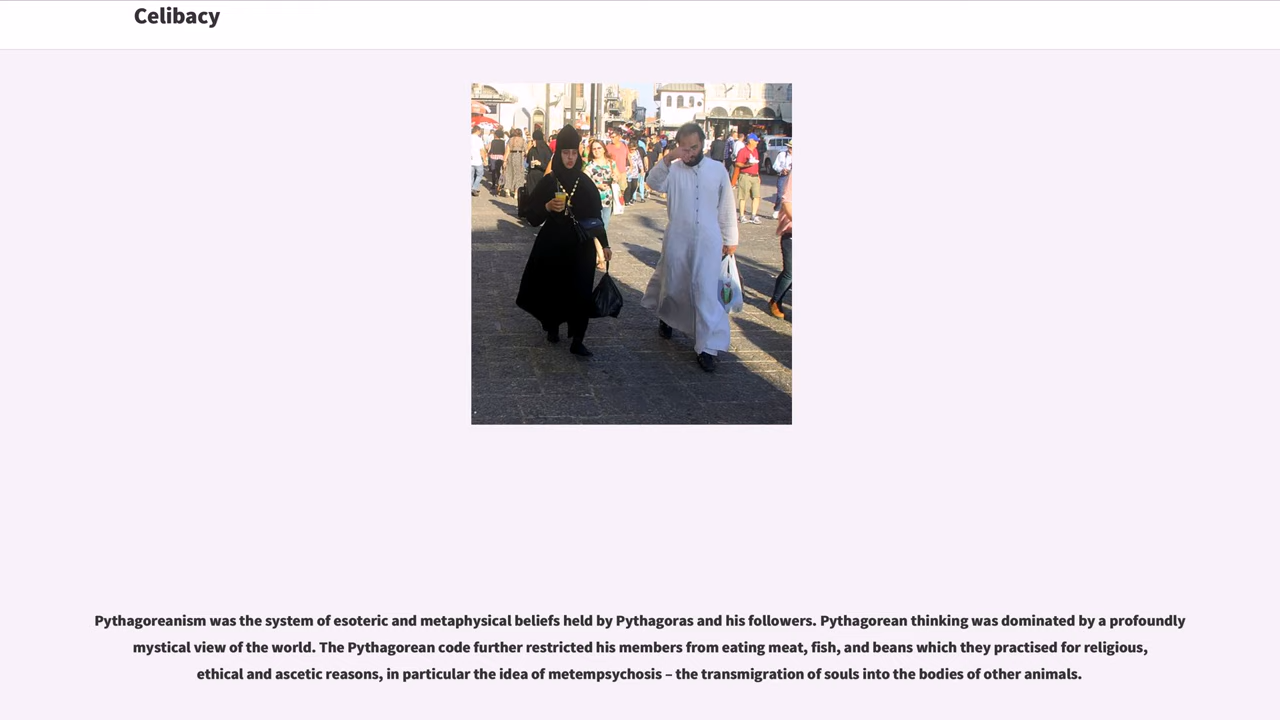 Celibacy
Pythagoreanism was the system of esoteric and metaphysical beliefs held by Pythagoras and his followers. Pythagorean thinking was dominated by a profoundly
mystical view of the world. The Pythagorean code further restricted his members from eating meat, fish, and beans which they practised for religious,
ethical and ascetic reasons, in particular the idea of metempsychosis – the transmigration of souls into the bodies of other animals.